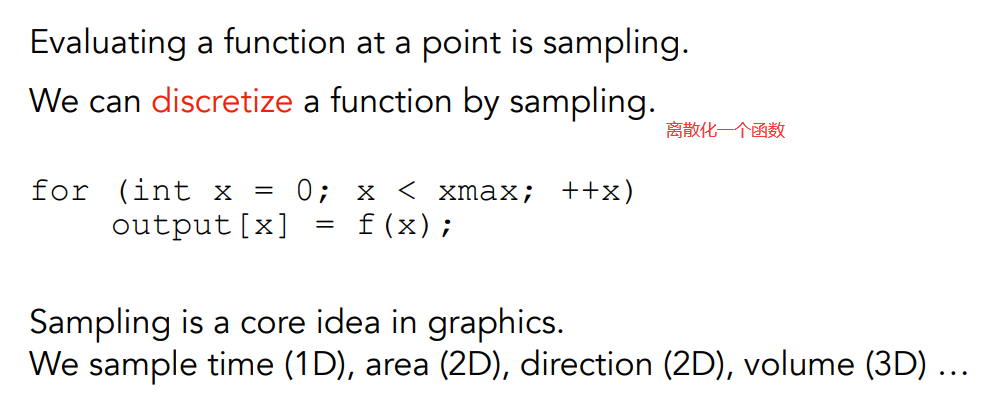 Evaluating a function at a point is sampling.
We can discretize a function by sampling.
离散化一个函数
for (int x = 0; x < xmax; ++x)
    output[x] = f(x);
Sampling is a core idea in graphics.
We sample time (1D), area (2D), direction (2D), volume (3D) …